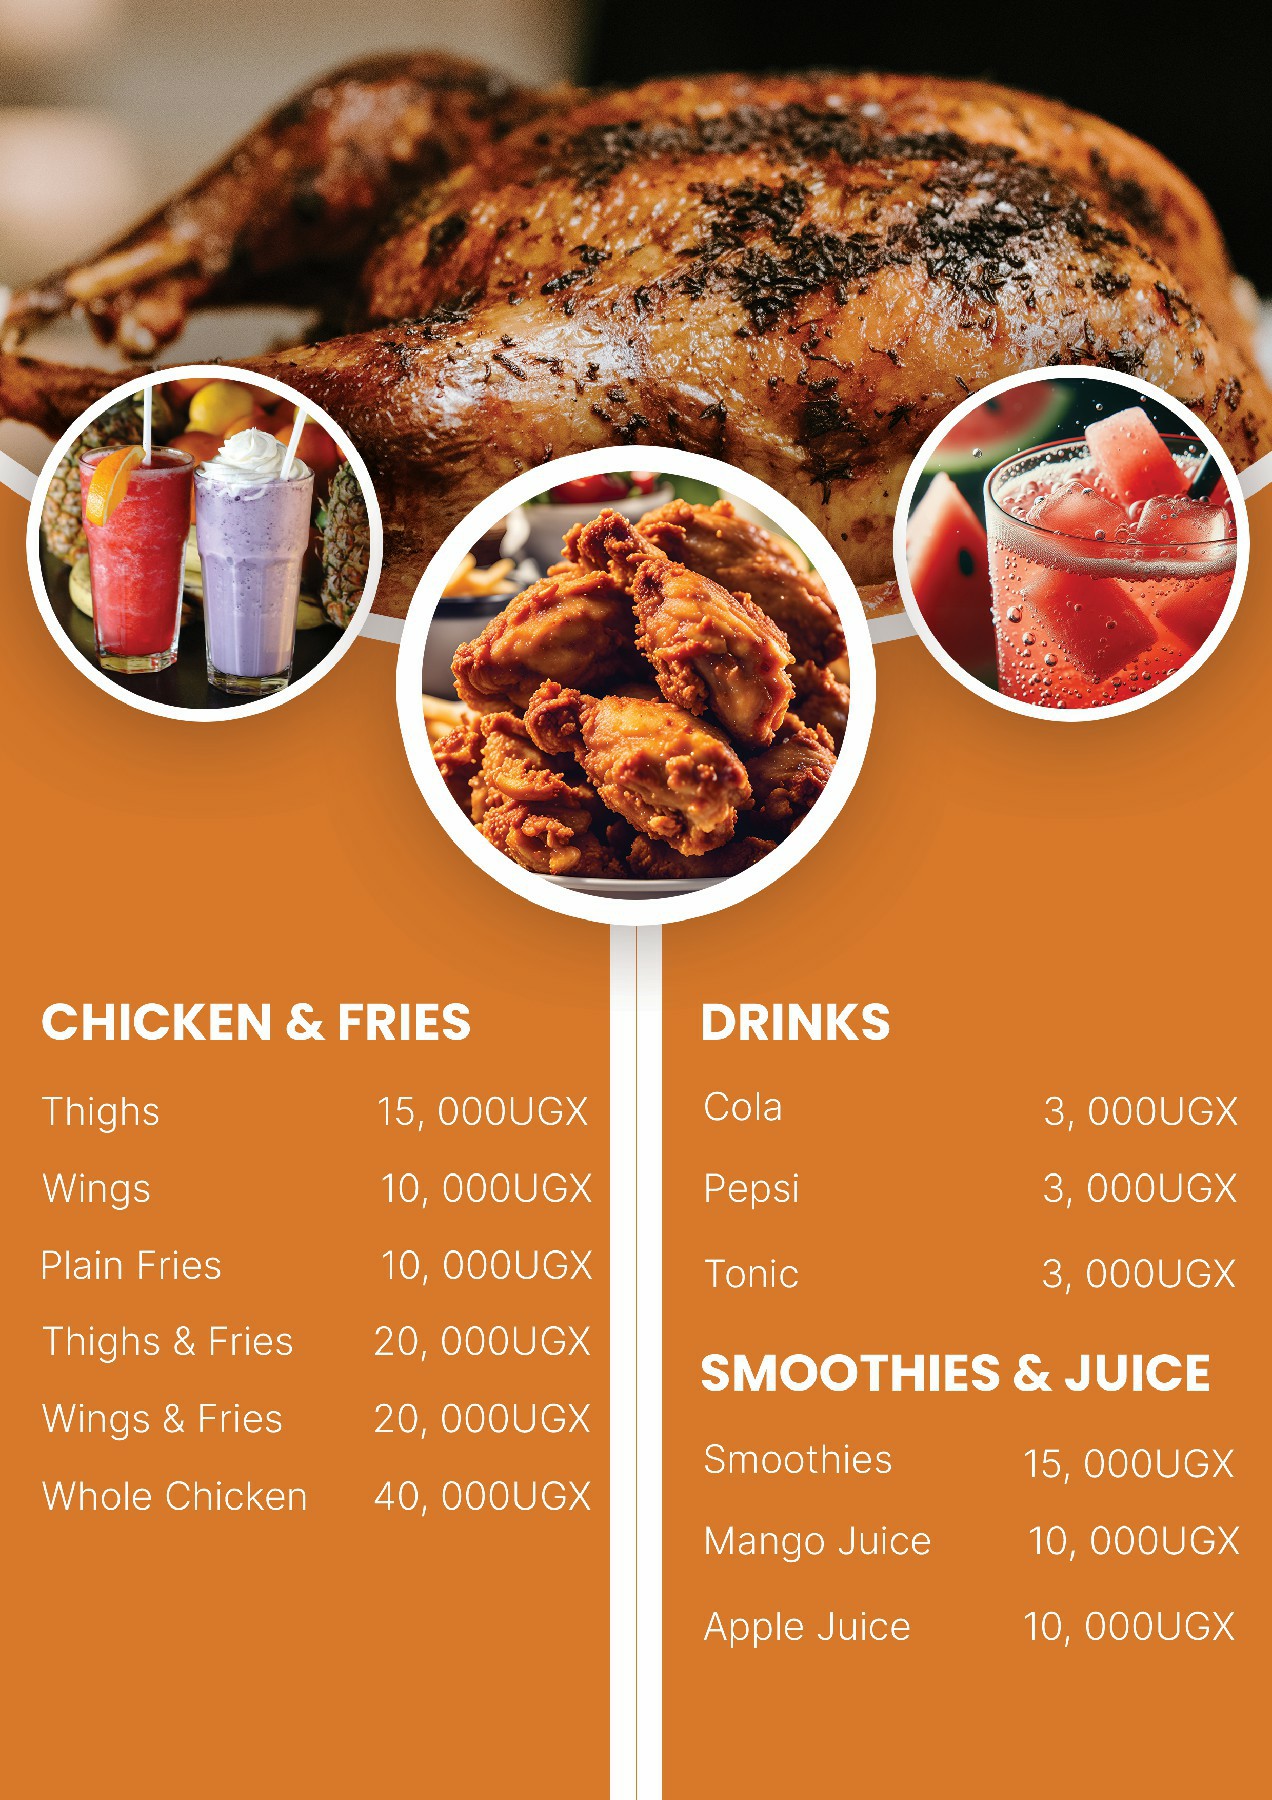 CHICKEN & FRIES
Thighs 15, 000UGX
Wings 10, 000UGX
Plain Fries 10, 000UGX
Thighs & Fries 20, 000UGX
Wings & Fries 20, 000UGX
Whole Chicken 40, 000UGX
DRINKS
Cola 3, 000UGX
Pepsi 3, 000UGX
Tonic 3, 000UGX
SMOOTHIES & JUICE
Smoothies 15, 000UGX
Mango Juice 10, 000UGX
Apple Juice 10, 000UGX